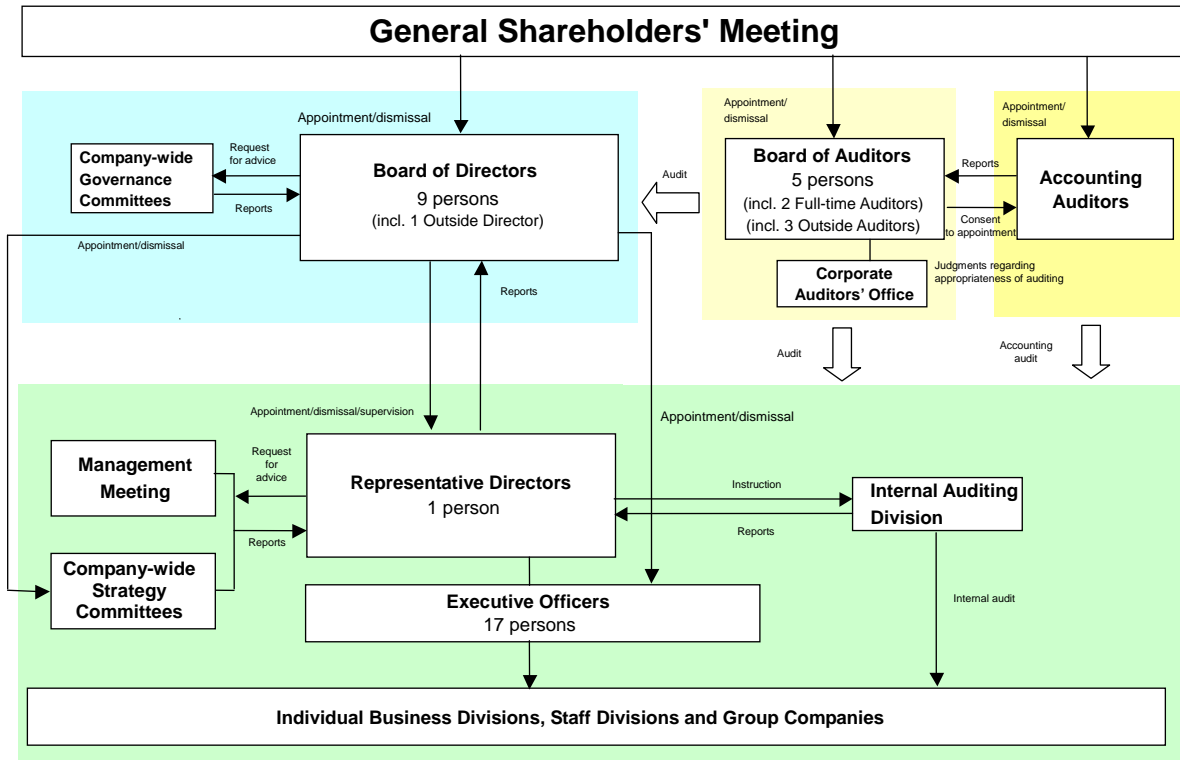 General Shareholders' Meeting
Appointment/dismissal
Company-wide
Governance
Committees
Request
for advice
Reports
Board of Directors
9 persons
(incl. 1 Outside Director)
Appointment/dismissal
Reports
Audit
Appointment/
dismissal
Board of Auditors
5 persons
(incl. 2 Full-time Auditors)
(incl. 3 Outside Auditors)
Corporate
Auditors' Office
Reports
Consent
to appointment
Judgments regarding
appropriateness of auditing
Appointment/
dismissal
Accounting
Auditors
Audit
Accounting
audit
Appointment/dismissal/supervision
Appointment/dismissal
Management
Meeting
Request
for
advice
Reports
Company-wide
Strategy
Committees
Representative Directors
1 person
Instruction
Reports
Internal Auditing
Division
Internal audit
Executive Officers
17 persons
Individual Business Divisions, Staff Divisions and Group Companies